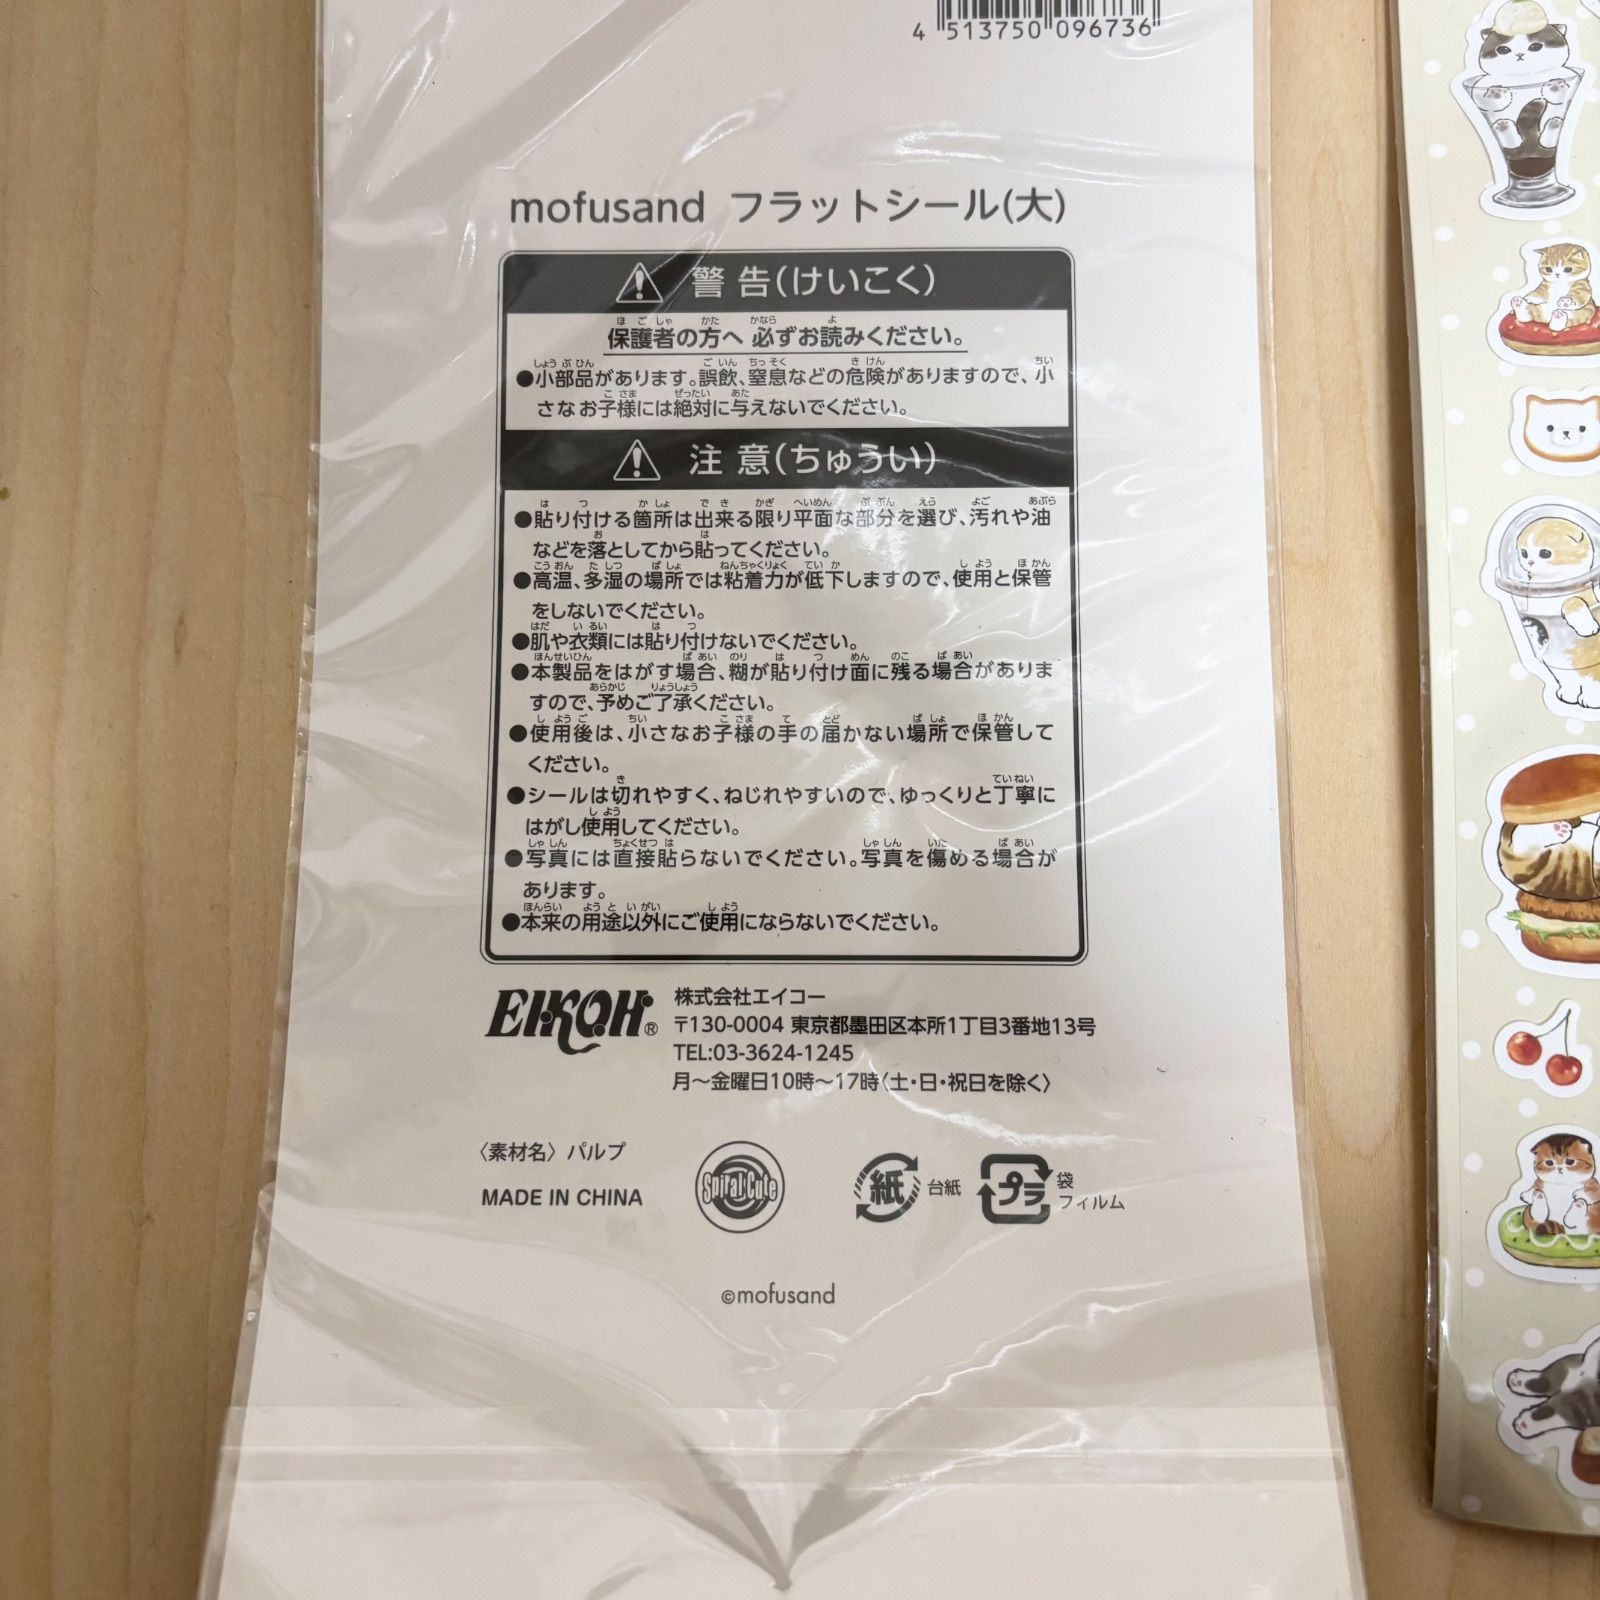 4 513750 096736
mofusand フラットシール(大)
警告(けいこく)
保護者の方へ 必ずお読みください。
●小部品があります。誤飲、窒息などの危険がありますので、小
さなお子様には絶対に与えないでください。
注意(ちゅうい)
●貼り付ける箇所は出来る限り平面な部分を選び、汚れや油
などを落としてから貼ってください。
●高温、多湿の場所では粘着力が低下しますので、使用と保管
をしないでください。
●肌や衣類には貼り付けないでください。
●本製品をはがす場合、糊が貼り付け面に残る場合がありま
すので、予めご了承ください。
●使用後は、小さなお子様の手の届かない場所で保管して
ください。
●シールは切れやすく、ねじれやすいので、ゆっくりと丁寧に
はがし使用してください。
●写真には直接貼らないでください。写真を傷める場合が
あります。
●本来の用途以外にご使用にならないでください。
EIKOH®
株式会社エイコー
〒130-0004 東京都墨田区本所1丁目3番地13号
TEL:03-3624-1245
月〜金曜日10時〜17時〈土・日・祝日を除く〉
〈素材名〉パルプ
MADE IN CHINA
Spiral Cute
紙 台紙
プラ 袋
フィルム
©mofusand